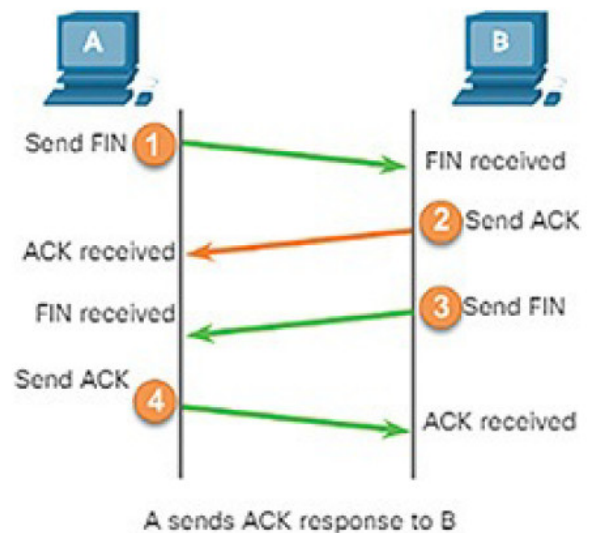 A
B
Send FIN 1
FIN received
2 Send ACK
ACK received
3 Send FIN
FIN received
Send ACK 4
ACK received
A sends ACK response to B